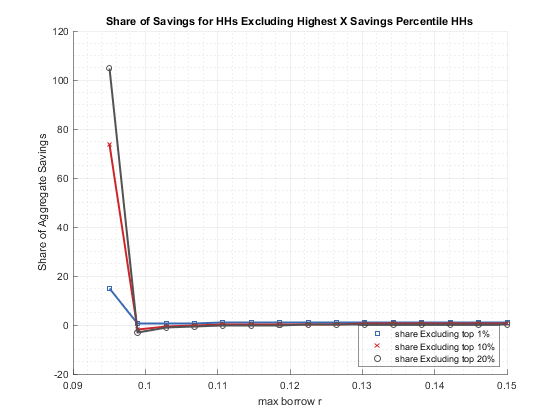 Share of Savings for HHs Excluding Highest X Savings Percentile HHs
120
100
80
60
40
20
0
-20
Share of Aggregate Savings
0.09
0.1
0.11
0.12
0.13
0.14
0.15
max borrow r
share Excluding top 1%
share Excluding top 10%
share Excluding top 20%